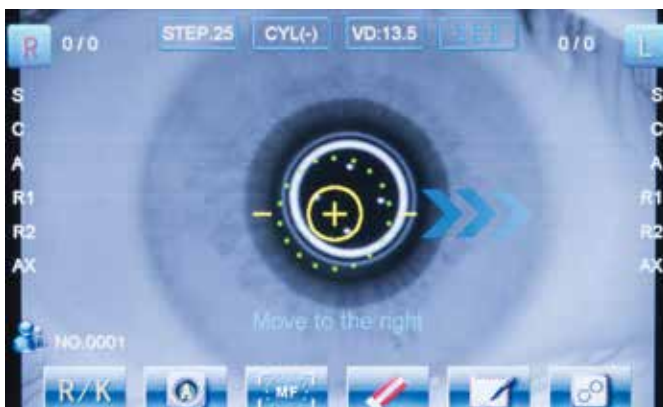 R 0/0 STEP.25 CYL(-) VD:13.5 0/0 L
S S
C C
A A
R1 R1
R2 R2
AX AX
Move to the right
NO.0001
R/K A MF